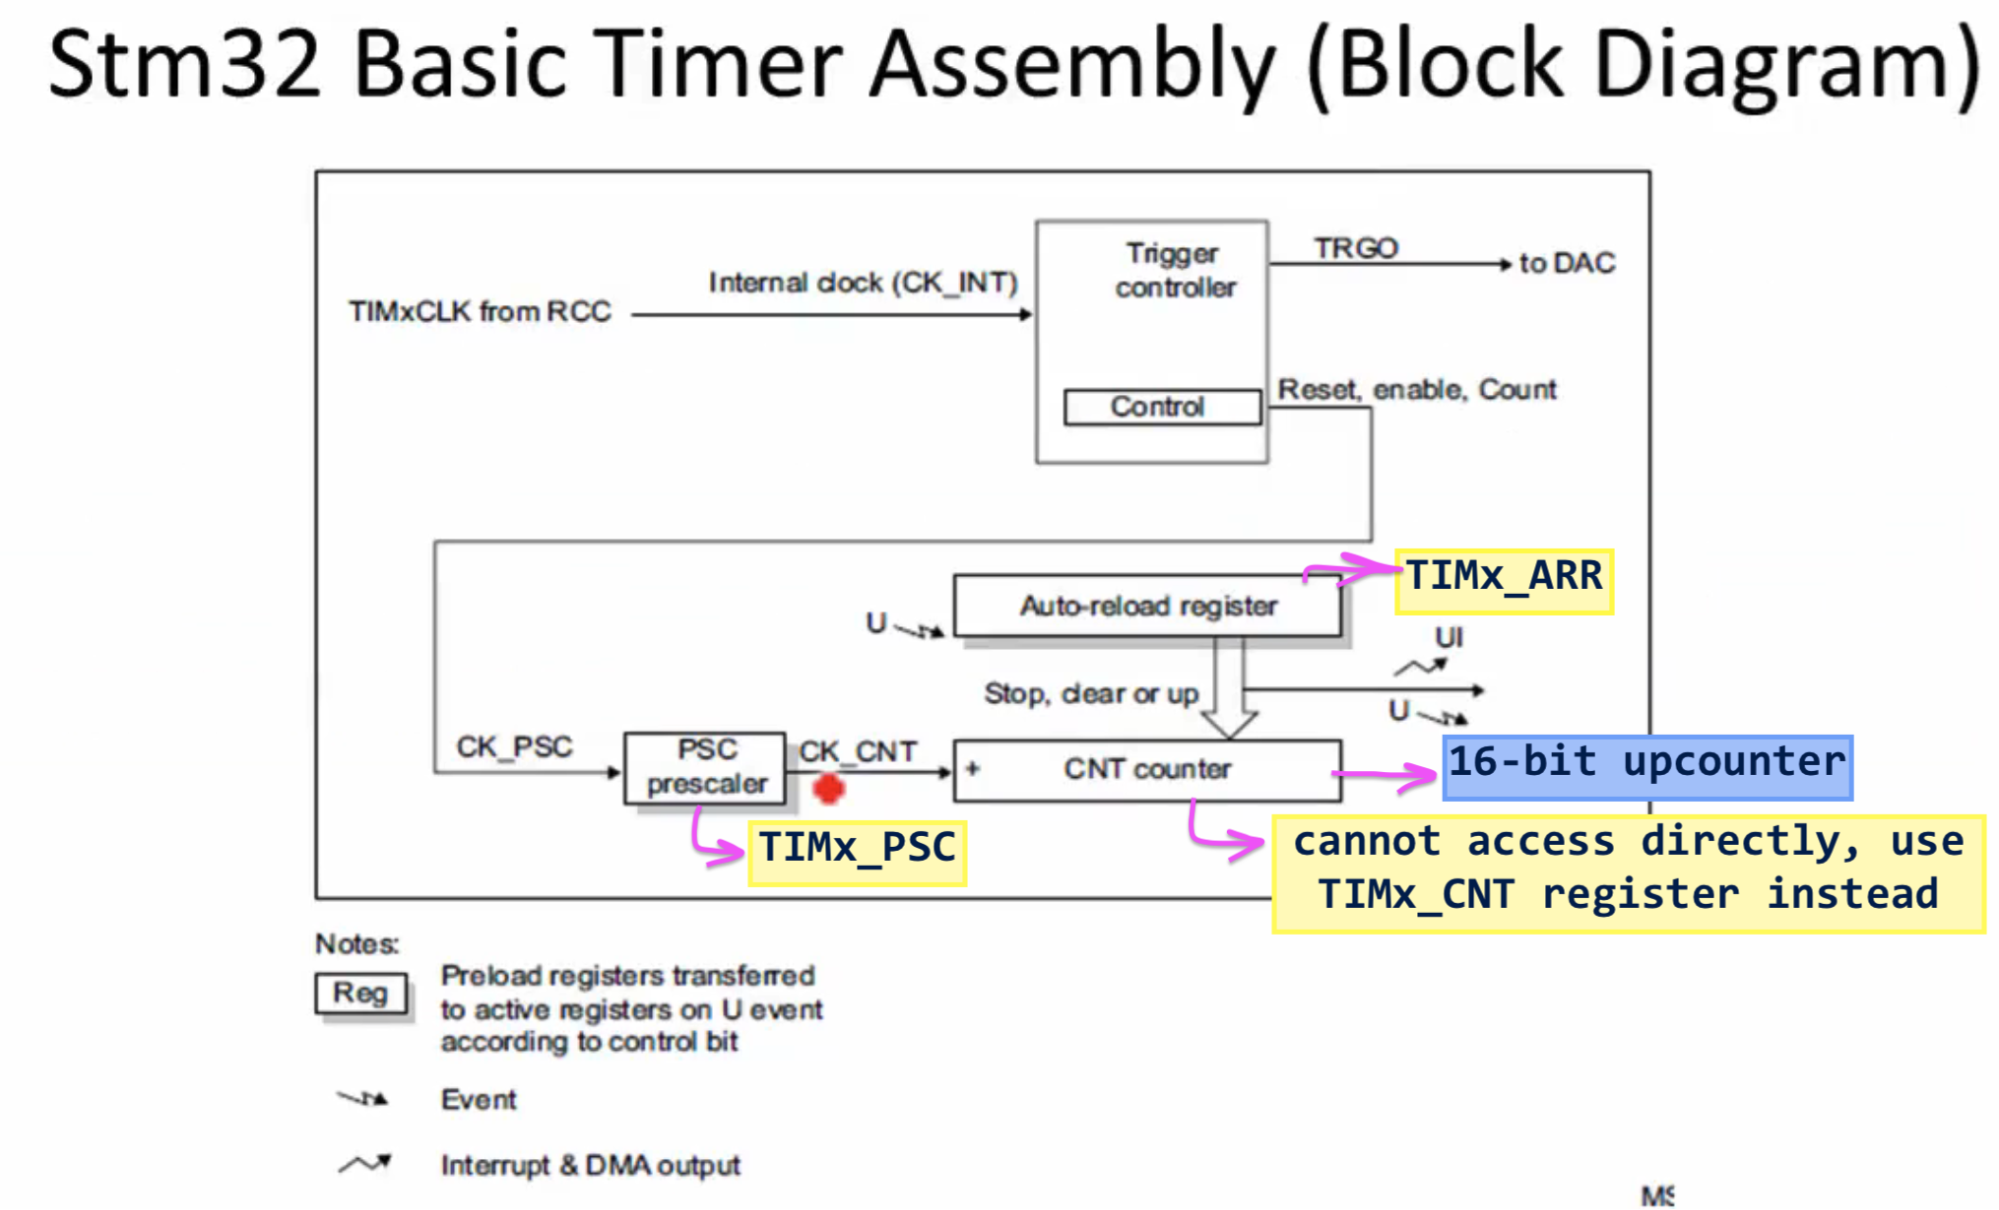 Stm32 Basic Timer Assembly (Block Diagram)
Trigger
controller
TRGO
to DAC
Internal clock (CK_INT)
TIMxCLK from RCC
Control
Reset, enable, Count
TIMx_ARR
Auto-reload register
U
UI
Stop, clear or up
U
CK_PSC
PSC
prescaler
CK_CNT
+
CNT counter
16-bit upcounter
TIMx_PSC
cannot access directly, use
TIMx_CNT register instead
Notes:
Reg
Preload registers transferred
to active registers on U event
according to control bit
Event
Interrupt & DMA output